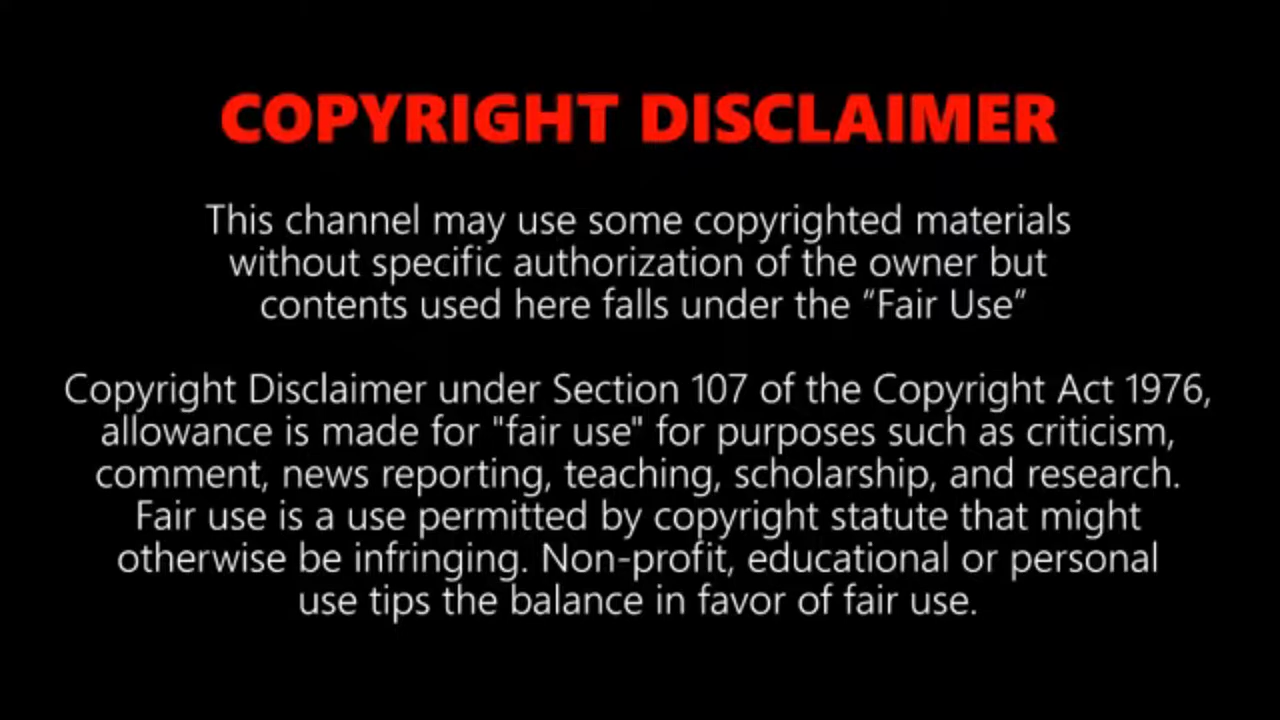 COPYRIGHT DISCLAIMER
This channel may use some copyrighted materials
without specific authorization of the owner but
contents used here falls under the “Fair Use”
Copyright Disclaimer under Section 107 of the Copyright Act 1976,
allowance is made for "fair use" for purposes such as criticism,
comment, news reporting, teaching, scholarship, and research.
Fair use is a use permitted by copyright statute that might
otherwise be infringing. Non-profit, educational or personal
use tips the balance in favor of fair use.